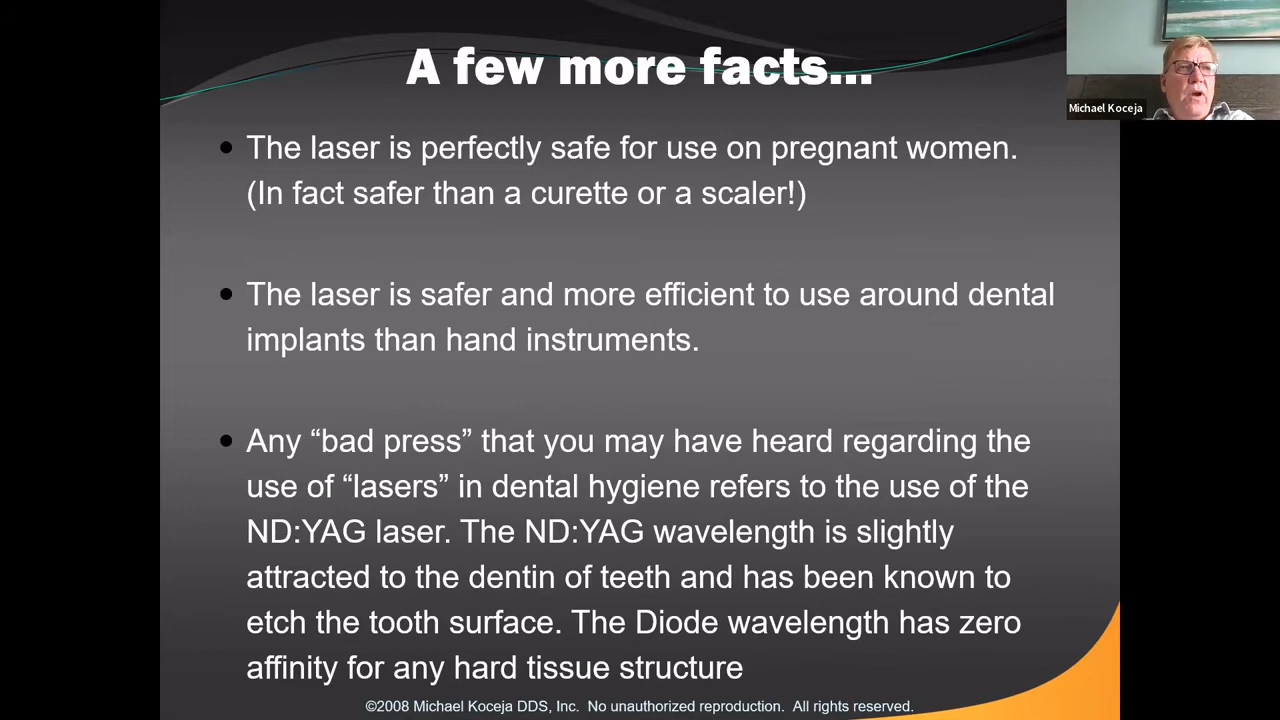 A few more facts...
Michael Koceja
• The laser is perfectly safe for use on pregnant women.
(In fact safer than a curette or a scaler!)
• The laser is safer and more efficient to use around dental
implants than hand instruments.
• Any “bad press” that you may have heard regarding the
use of “lasers” in dental hygiene refers to the use of the
ND:YAG laser. The ND:YAG wavelength is slightly
attracted to the dentin of teeth and has been known to
etch the tooth surface. The Diode wavelength has zero
affinity for any hard tissue structure
©2008 Michael Koceja DDS, Inc. No unauthorized reproduction. All rights reserved.